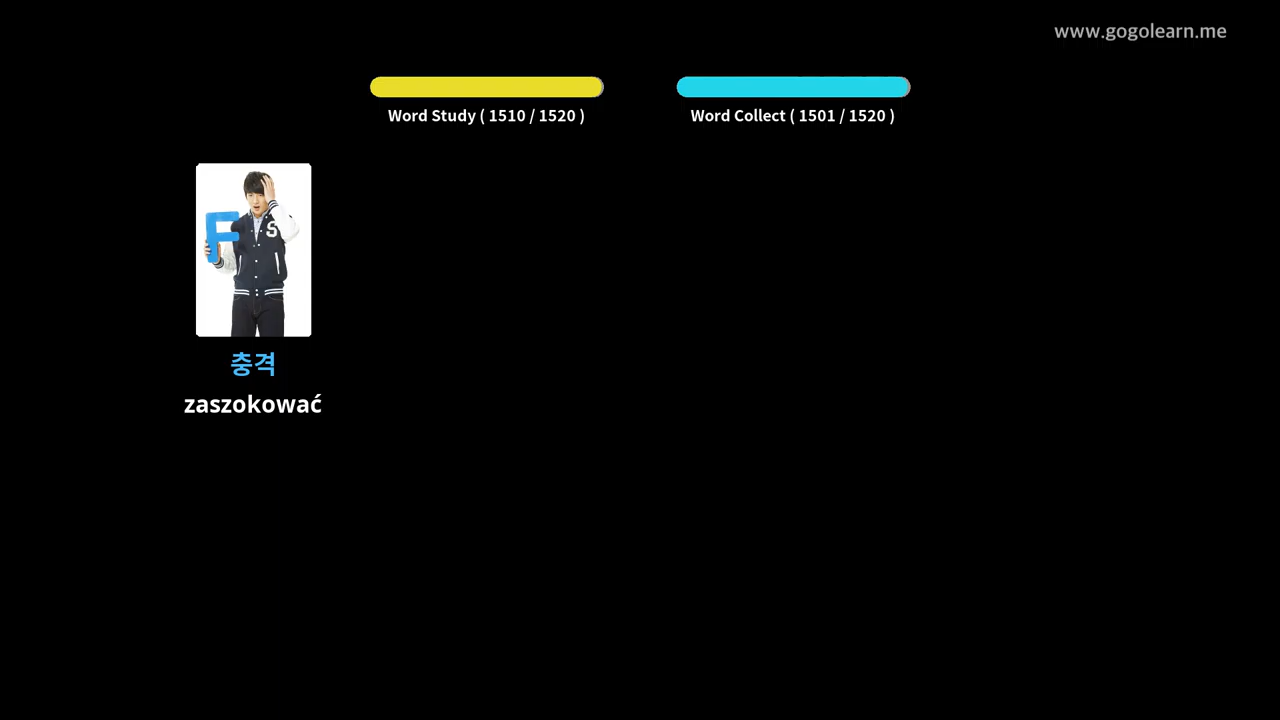 www.gogolearn.me
Word Study ( 1510 / 1520 )
Word Collect ( 1501 / 1520 )
F
S
충격
zaszokować